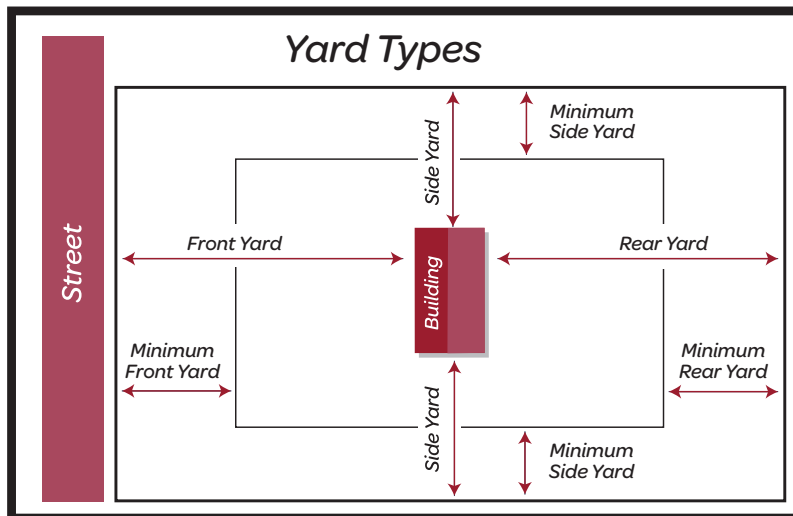 Yard Types
Street
Side Yard
Minimum
Side Yard
Front Yard
Building
Rear Yard
Minimum
Front Yard
Minimum
Rear Yard
Side Yard
Minimum
Side Yard